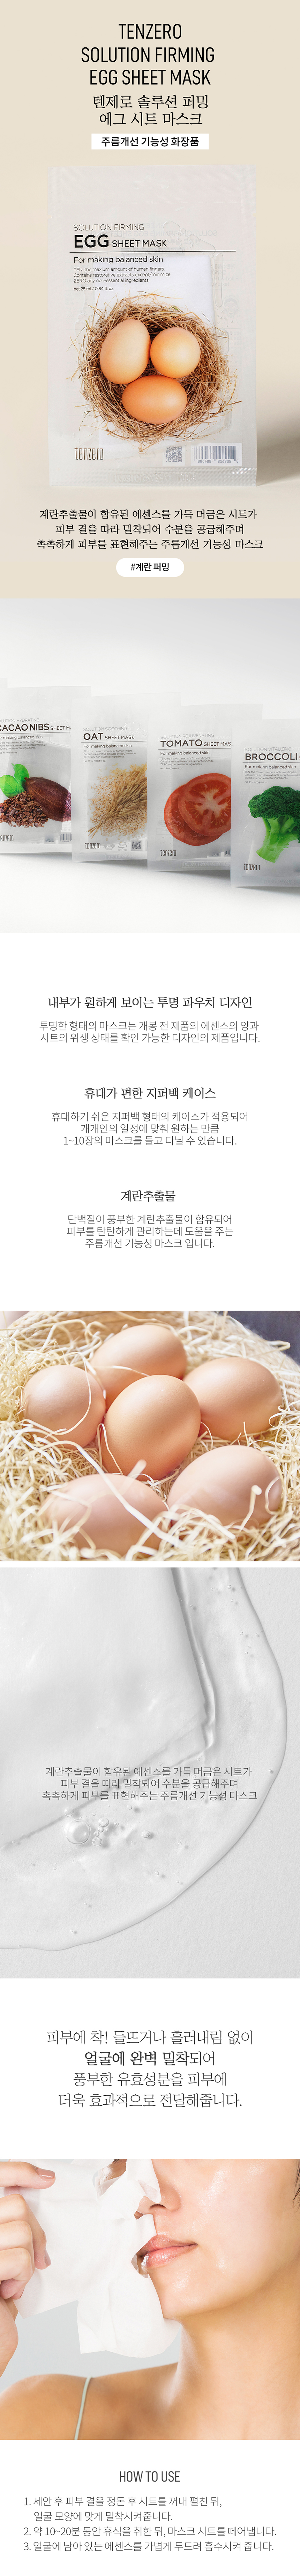 TENZERO
SOLUTION FIRMING
EGG SHEET MASK
텐제로 솔루션 퍼밍
에그 시트 마스크
주름개선 기능성 화장품
SOLUTION FIRMING
EGG SHEET MASK
For making balanced skin
ZERO any non-essential ingredients
tenzero
계란추출물이 함유된 에센스를 가득 머금은 시트가
피부 결을 따라 밀착되어 수분을 공급해주며
촉촉하게 피부를 표현해주는 주름개선 기능성 마스크
#계란 퍼밍
CACAO NIBS SHEET M
OAT SHEET MASK
For making balanced skin
TOMATO SHEET MAS
For making balanced skin
BROCCOLI
For making balanced skin
tenzero
tenzero
tenzero
내부가 훤하게 보이는 투명 파우치 디자인
투명한 형태의 마스크는 개봉 전 제품의 에센스의 양과
시트의 위생 상태를 확인 가능한 디자인의 제품입니다.
휴대가 편한 지퍼백 케이스
휴대하기 쉬운 지퍼백 형태의 케이스가 적용되어
개개인의 일정에 맞춰 원하는 만큼
1~10장의 마스크를 들고 다닐 수 있습니다.
계란추출물
단백질이 풍부한 계란추출물이 함유되어
피부를 탄탄하게 관리하는데 도움을 주는
주름개선 기능성 마스크 입니다.
계란추출물이 함유된 에센스를 가득 머금은 시트가
피부 결을 따라 밀착되어 수분을 공급해주며
촉촉하게 피부를 표현해주는 주름개선 기능성 마스크
피부에 착! 들뜨거나 흘러내림 없이
얼굴에 완벽 밀착되어
풍부한 유효성분을 피부에
더욱 효과적으로 전달해줍니다.
HOW TO USE
1. 세안 후 피부 결을 정돈 후 시트를 꺼내 펼친 뒤,
얼굴 모양에 맞게 밀착시켜줍니다.
2. 약 10~20분 동안 휴식을 취한 뒤, 마스크 시트를 떼어냅니다.
3. 얼굴에 남아 있는 에센스를 가볍게 두드려 흡수시켜 줍니다.